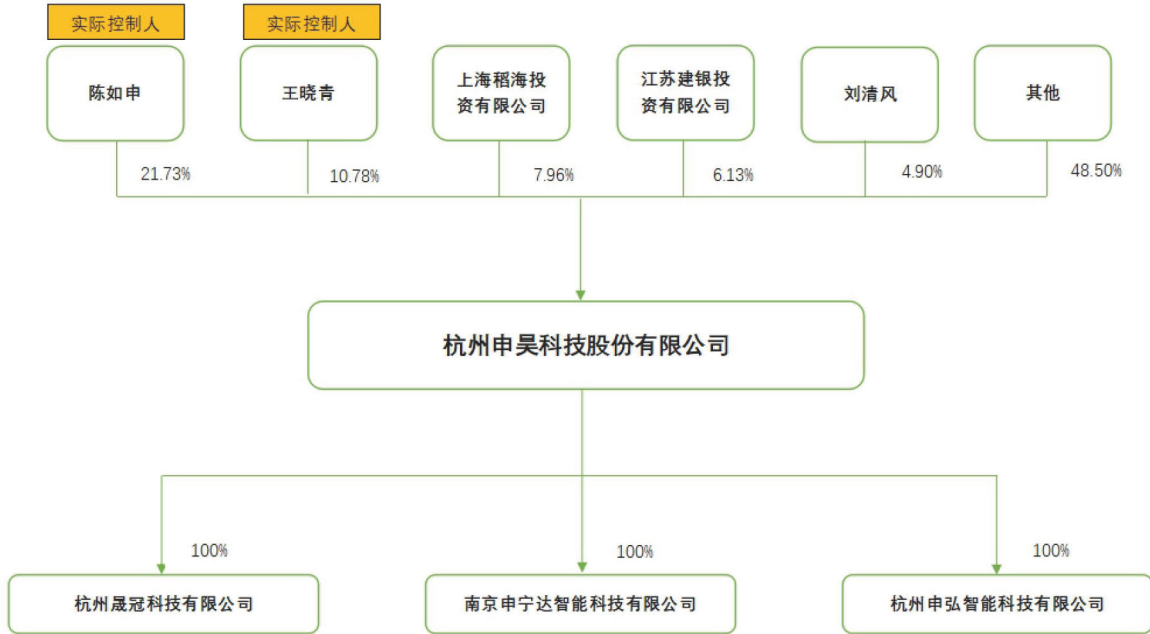 实际控制人
实际控制人
陈如申
王晓青
上海稻海投
资有限公司
江苏建银投
资有限公司
刘清风
其他
21.73%
10.78%
7.96%
6.13%
4.90%
48.50%
杭州申昊科技股份有限公司
100%
100%
100%
杭州晟冠科技有限公司
南京申宁达智能科技有限公司
杭州申弘智能科技有限公司